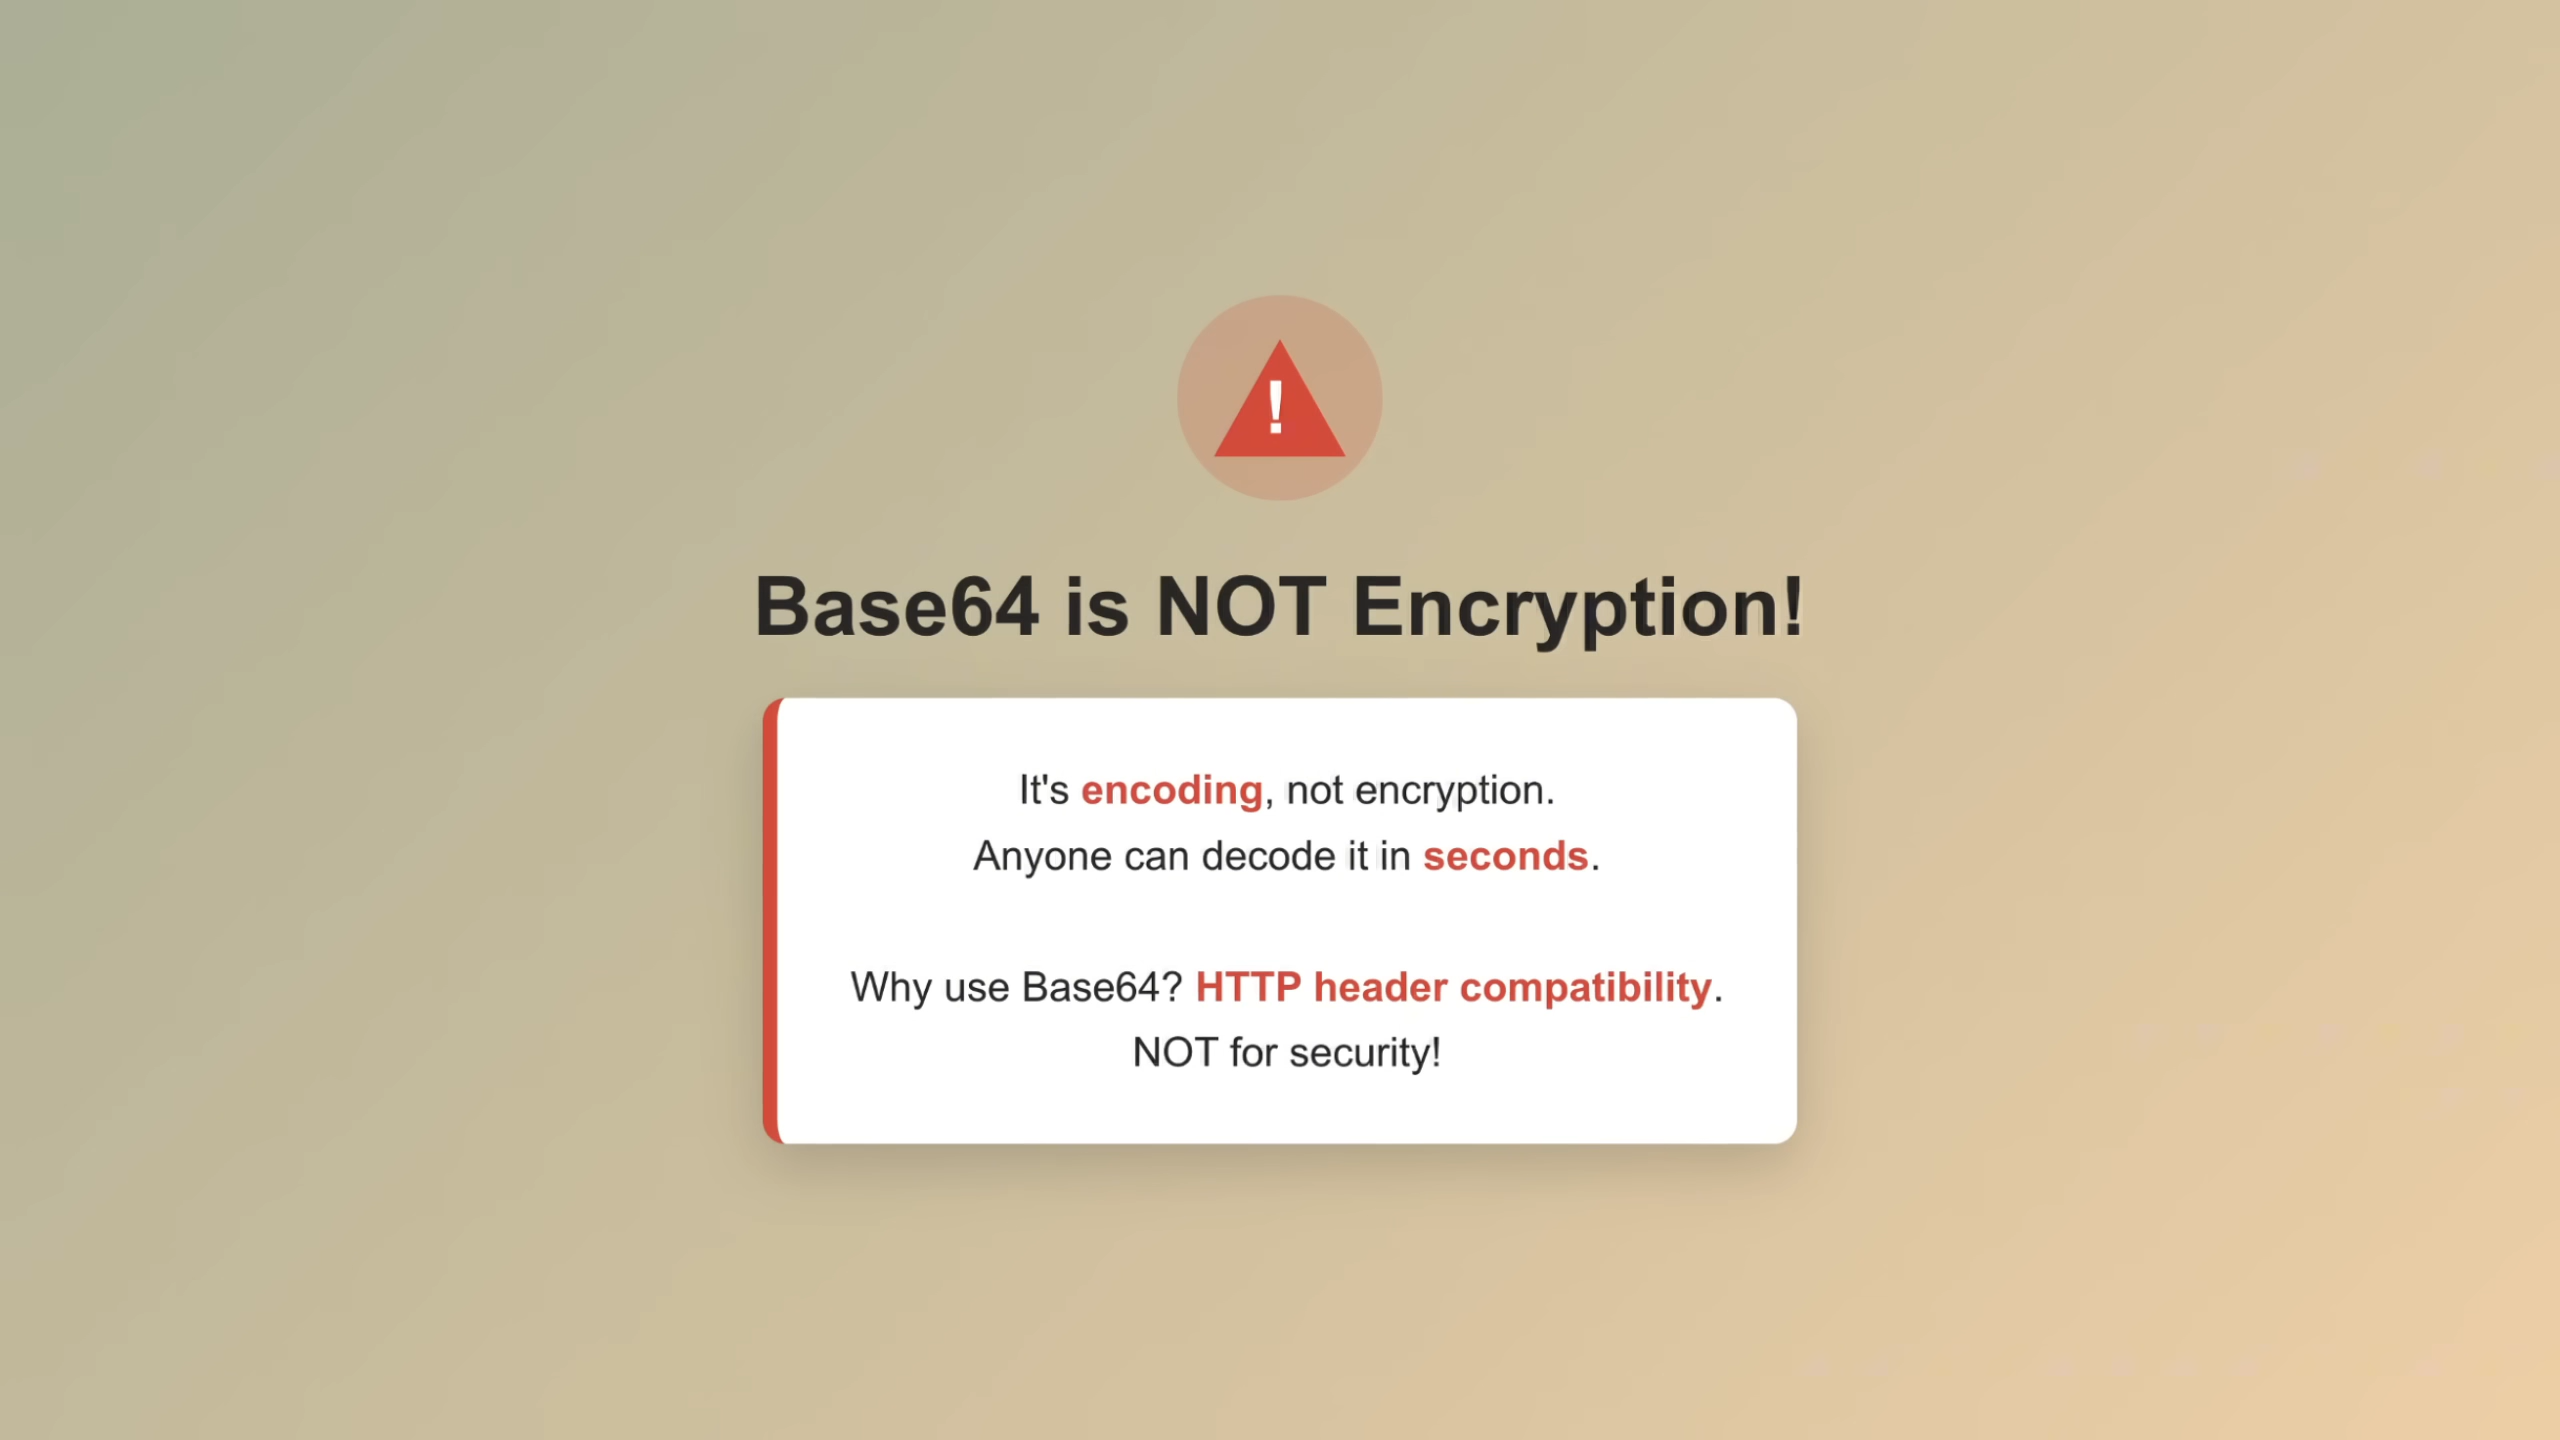 !
Base64 is NOT Encryption!
It's encoding, not encryption.
Anyone can decode it in seconds.
Why use Base64? HTTP header compatibility.
NOT for security!